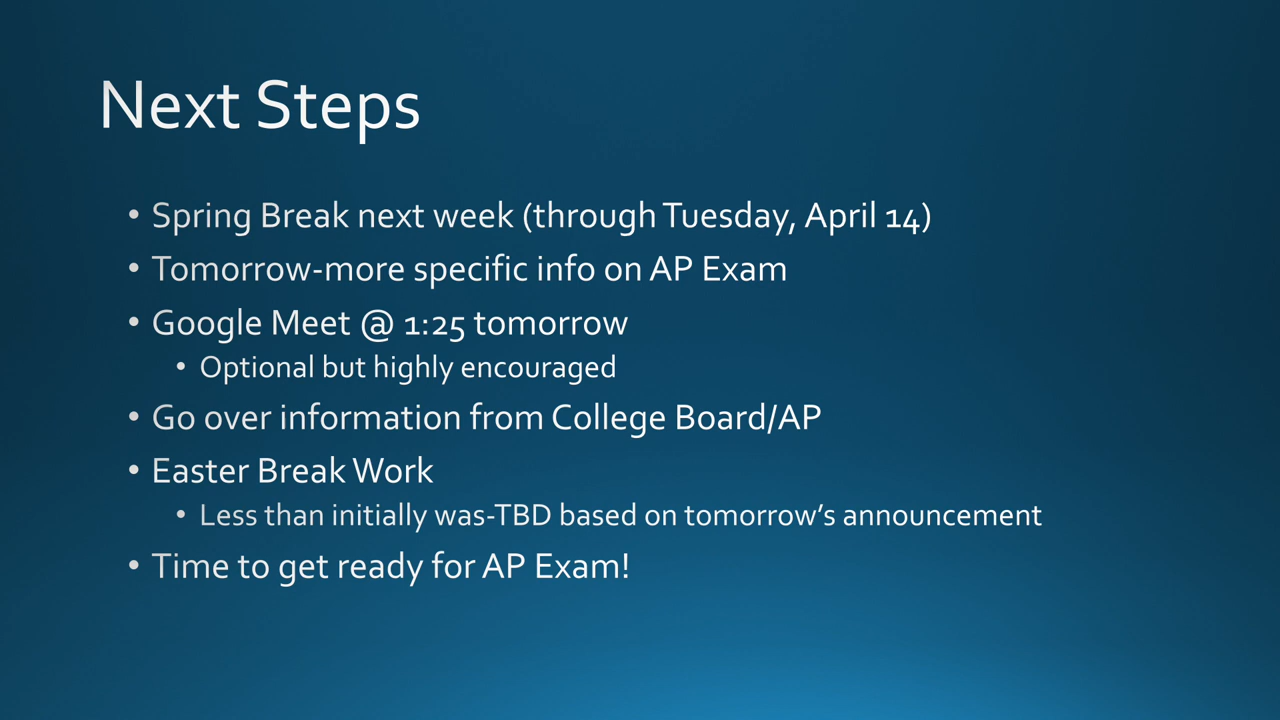 Next Steps
• Spring Break next week (through Tuesday, April 14)
• Tomorrow-more specific info on AP Exam
• Google Meet @ 1:25 tomorrow
• Optional but highly encouraged
• Go over information from College Board/AP
• Easter Break Work
• Less than initially was-TBD based on tomorrow’s announcement
• Time to get ready for AP Exam!